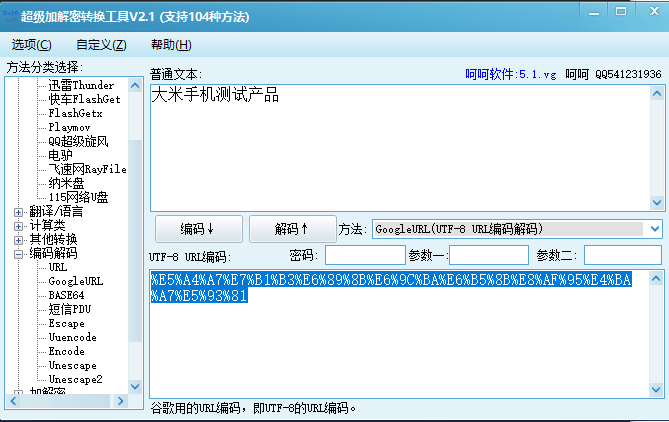 超级加解密转换工具V2.1 (支持104种方法)
选项(C) 自定义(Z) 帮助(H)
方法分类选择:
迅雷Thunder
快车FlashGet
FlashGetx
Playmov
QQ超级旋风
电驴
飞速网RayFile
纳米盘
115网络U盘
翻译/语言
计算类
其他转换
编码解码
URL
GoogleURL
BASE64
短信PDU
Escape
Uuencode
Encode
Unescape
Unescape2
加解密
普通文本: 呵呵软件:5.1.vg 呵呵 QQ541231936
大米手机测试产品
编码↓ 解码↑ 方法: GoogleURL(UTF-8 URL编码解码)
UTF-8 URL编码: 密码: 参数一: 参数二:
%E5%A4%A7%E7%B1%B3%E6%89%8B%E6%9C%BA%E6%B5%8B%E8%AF%95%E4%BA
%A7%E5%93%81
谷歌用的URL编码，即UTF-8的URL编码。